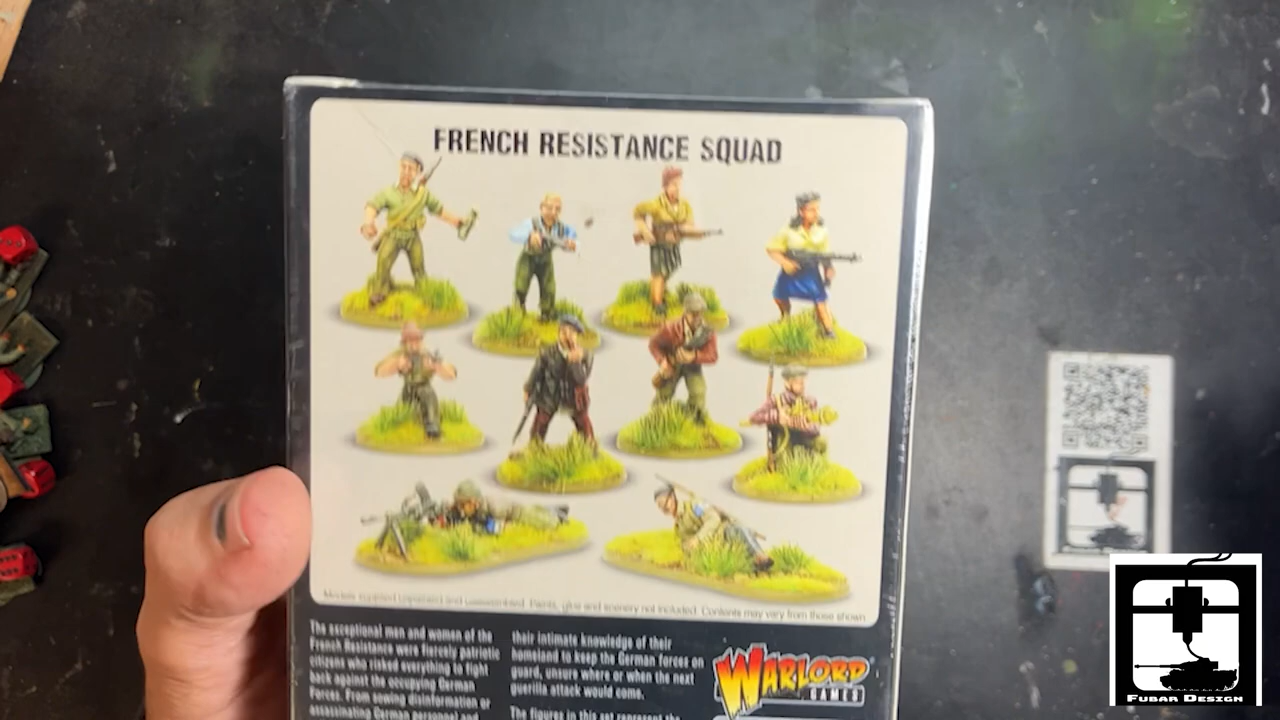 FRENCH RESISTANCE SQUAD
Models supplied unpainted and unassembled. Paints, glue and scenery not included. Contents may vary from those shown.
The exceptional men and women of the
French Resistance were fiercely patriotic
citizens who risked everything to fight
back against the occupying German
Forces. From sowing disinformation or
assassinating German personnel and
their intimate knowledge of their
homeland to keep the German forces on
guard, unsure where or when the next
guerilla attack would come.
The figures in this set represent the
WARLORD
GAMES
FUBAR DESIGN